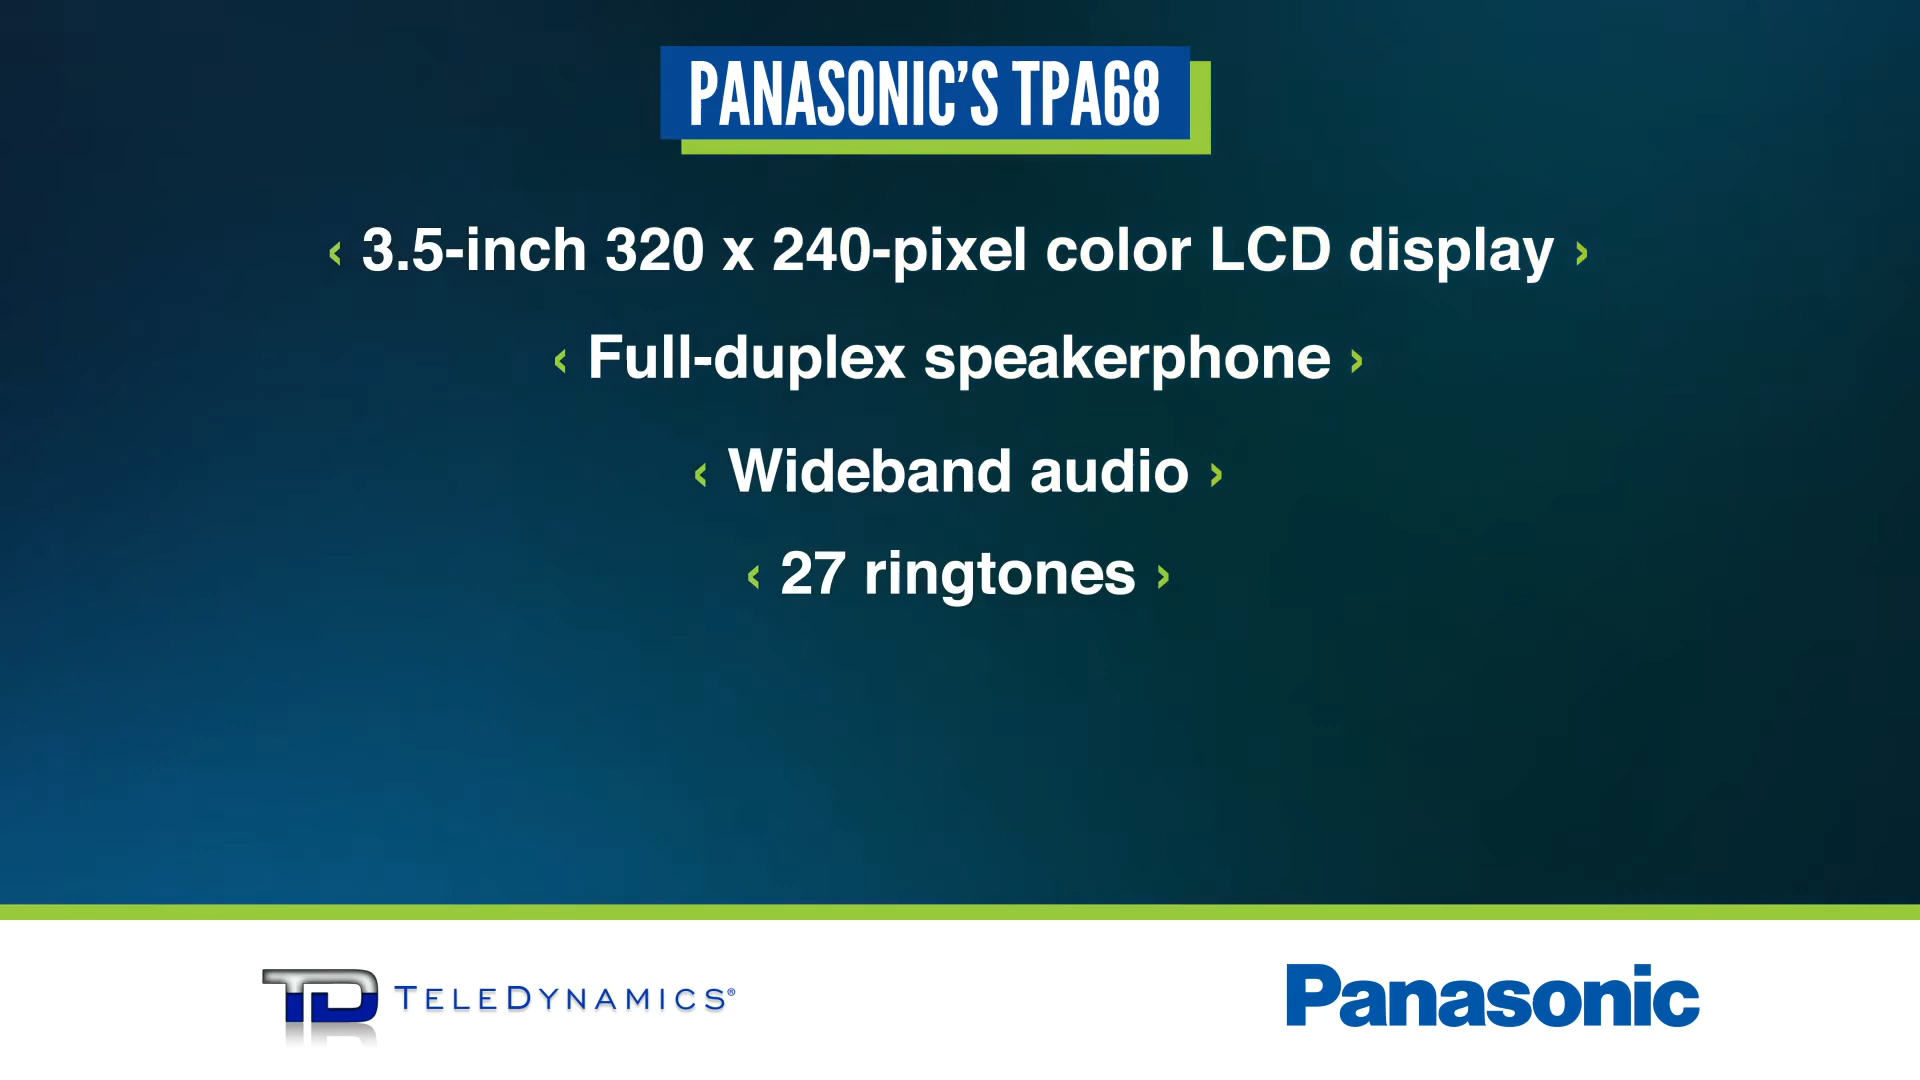 PANASONIC’S TPA68
‹ 3.5-inch 320 x 240-pixel color LCD display ›
‹ Full-duplex speakerphone ›
‹ Wideband audio ›
‹ 27 ringtones ›
TD TELEDYNAMICS®
Panasonic